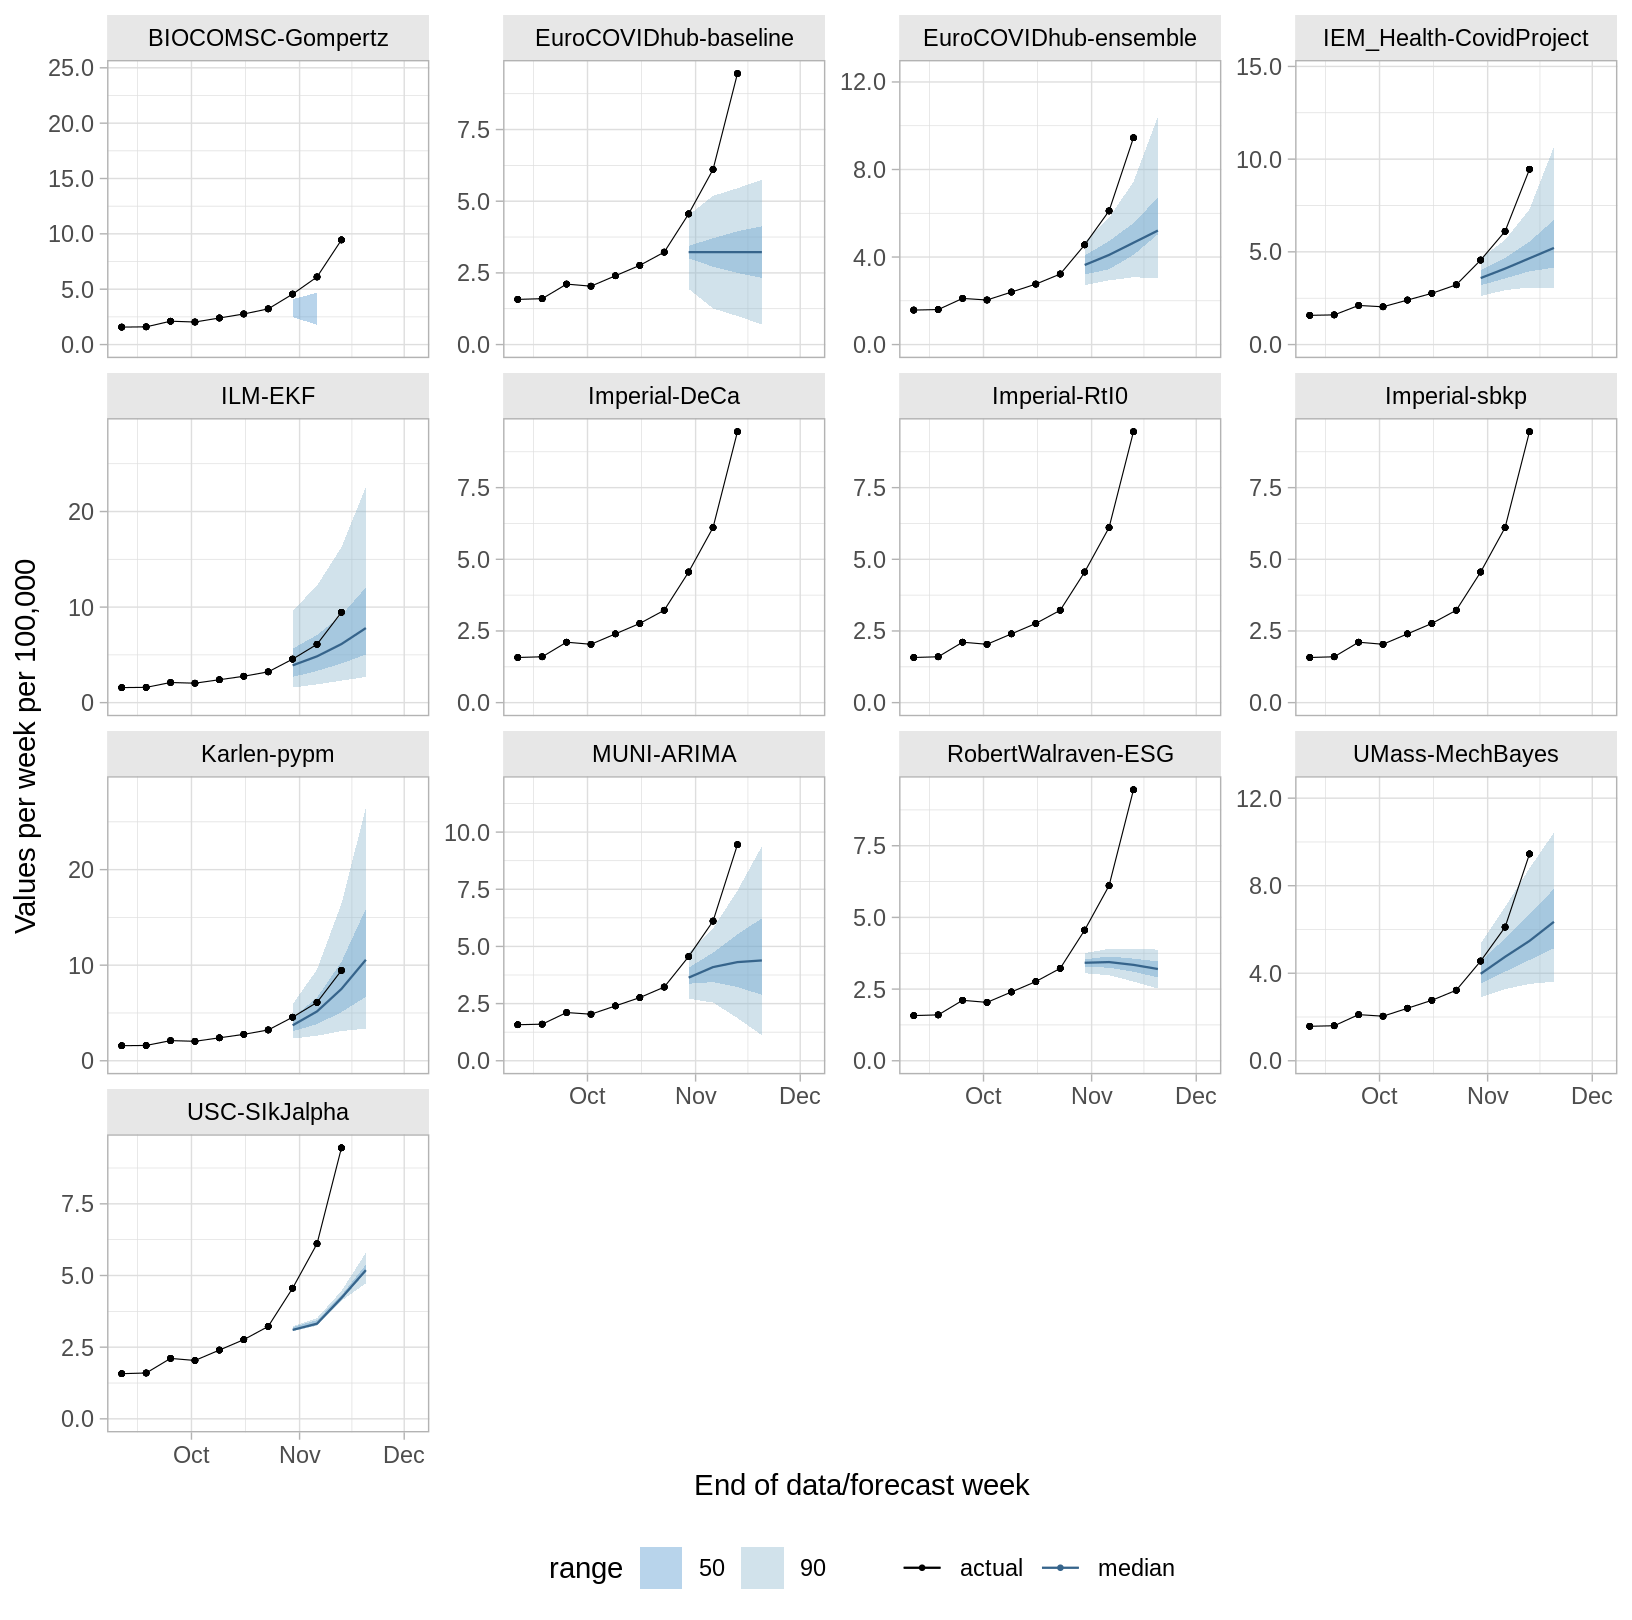 BIOCOMSC-Gompertz
EuroCOVIDhub-baseline
EuroCOVIDhub-ensemble
IEM_Health-CovidProject
25.0
20.0
15.0
10.0
5.0
0.0
7.5
5.0
2.5
0.0
12.0
8.0
4.0
0.0
15.0
10.0
5.0
0.0
ILM-EKF
Imperial-DeCa
Imperial-RtI0
Imperial-sbkp
20
10
0
7.5
5.0
2.5
0.0
7.5
5.0
2.5
0.0
7.5
5.0
2.5
0.0
Values per week per 100,000
Karlen-pypm
MUNI-ARIMA
RobertWalraven-ESG
UMass-MechBayes
20
10
0
10.0
7.5
5.0
2.5
0.0
7.5
5.0
2.5
0.0
12.0
8.0
4.0
0.0
Oct Nov Dec
Oct Nov Dec
Oct Nov Dec
USC-SIkJalpha
7.5
5.0
2.5
0.0
Oct Nov Dec
End of data/forecast week
range 50 90 actual median